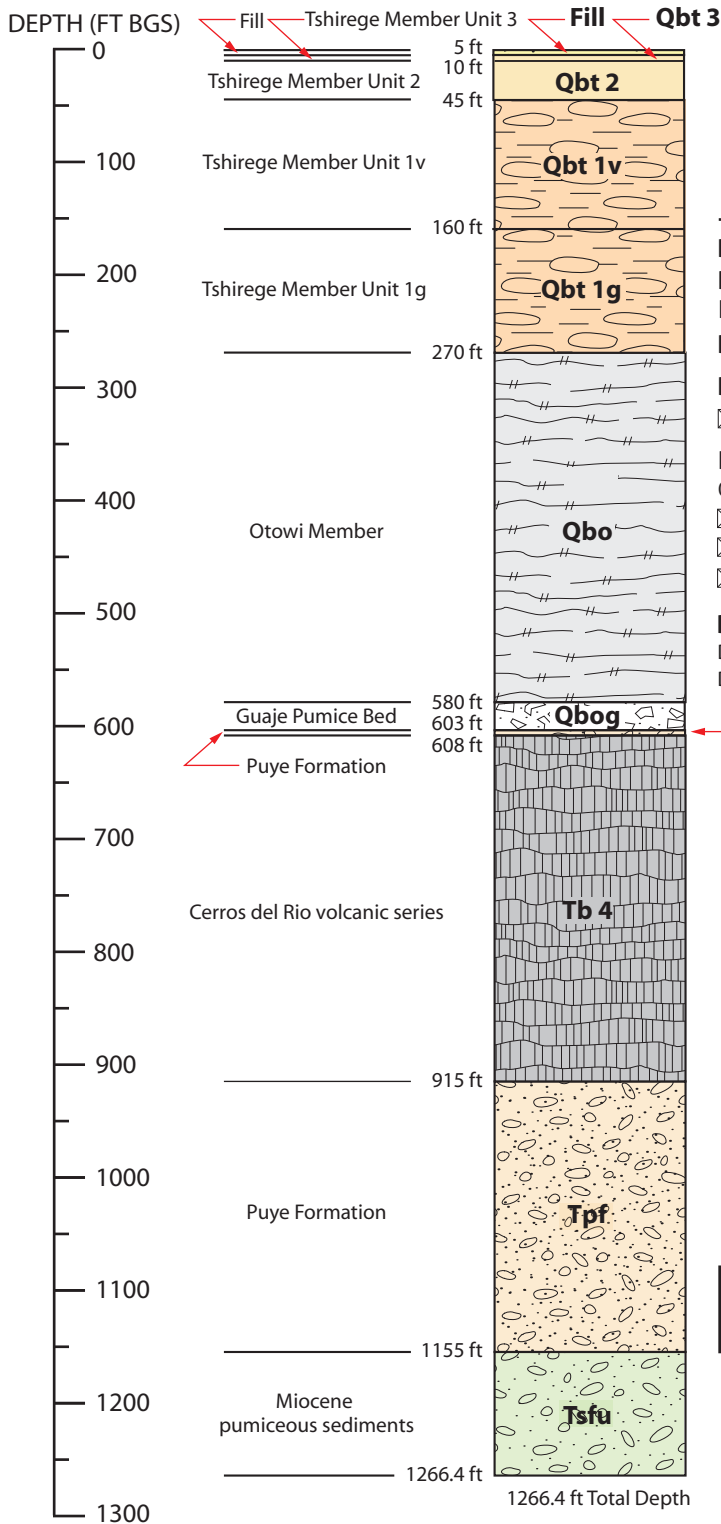 DEPTH (FT BGS)
Fill
Tshirege Member Unit 3
Fill
Qbt 3
0
5 ft
10 ft
Tshirege Member Unit 2
Qbt 2
45 ft
100
Tshirege Member Unit 1v
Qbt 1v
160 ft
200
Tshirege Member Unit 1g
Qbt 1g
270 ft
300
400
Otowi Member
Qbo
500
580 ft
Guaje Pumice Bed
Qbog
600
603 ft
608 ft
Puye Formation
700
Cerros del Rio volcanic series
Tb 4
800
900
915 ft
1000
Puye Formation
Tpf
1100
1155 ft
1200
Miocene
pumiceous sediments
Tsfu
1266.4 ft
1266.4 ft Total Depth
1300